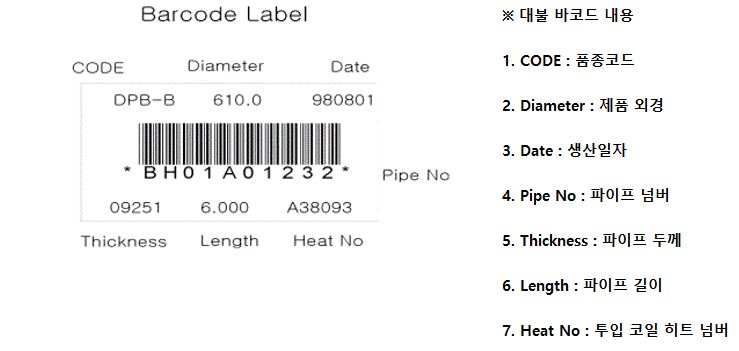 Barcode Label
CODE Diameter Date
DPB-B 610.0 980801
*BH01A01232*
Pipe No
09251 6.000 A38093
Thickness Length Heat No
※ 대불 바코드 내용
1. CODE : 품종코드
2. Diameter : 제품 외경
3. Date : 생산일자
4. Pipe No : 파이프 넘버
5. Thickness : 파이프 두께
6. Length : 파이프 길이
7. Heat No : 투입 코일 히트 넘버